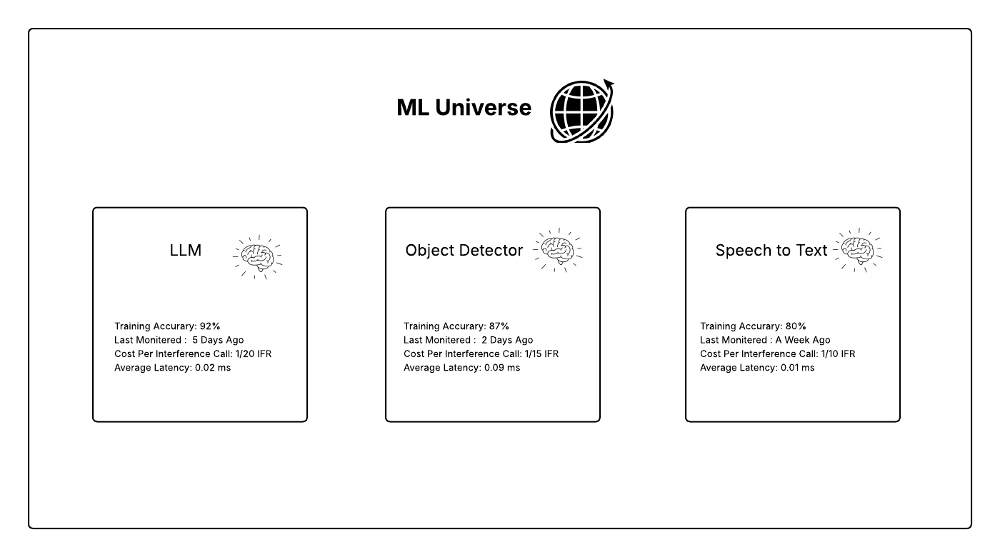 ML Universe
LLM
Training Accurary: 92%
Last Monitered :  5 Days Ago
Cost Per Interference Call: 1/20 IFR
Average Latency: 0.02 ms
Object Detector
Training Accurary: 87%
Last Monitered :  2 Days Ago
Cost Per Interference Call: 1/15 IFR
Average Latency: 0.09 ms
Speech to Text
Training Accurary: 80%
Last Monitered : A Week Ago
Cost Per Interference Call: 1/10 IFR
Average Latency: 0.01 ms